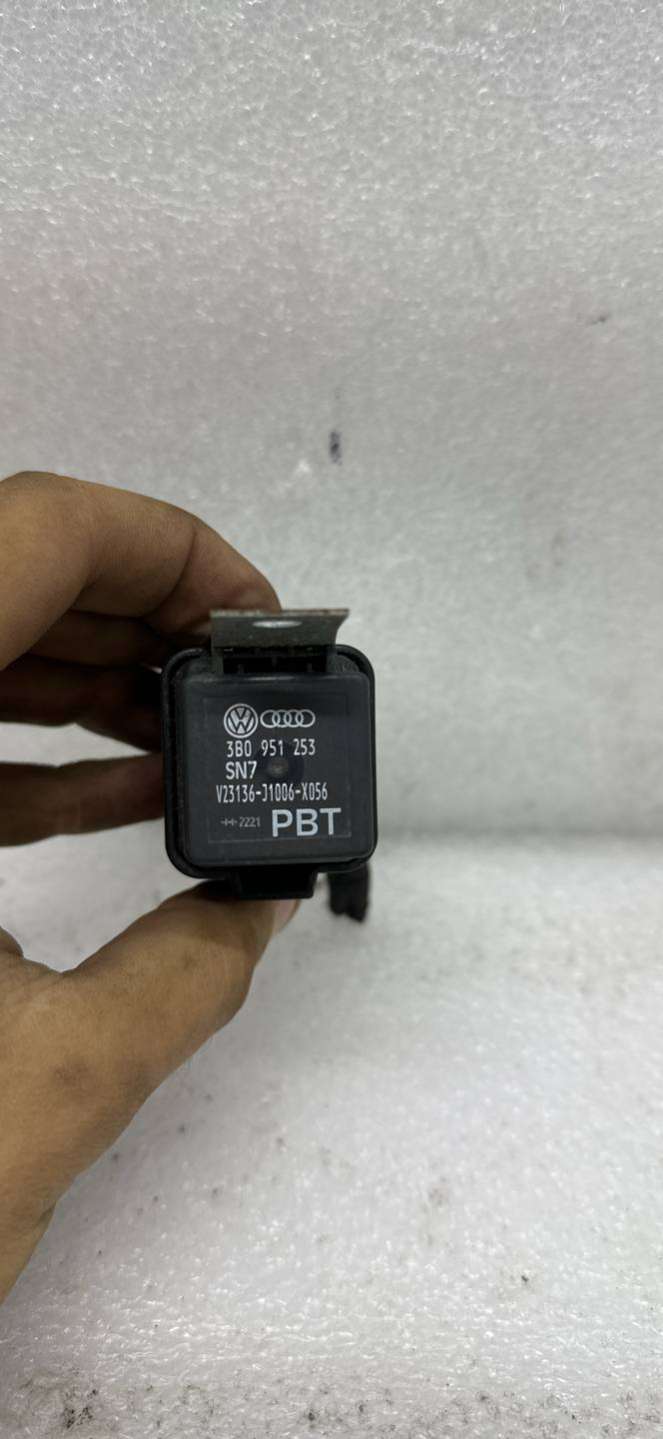 3B0 951 253
SN7
V23136-J1006-X056
2221 PBT